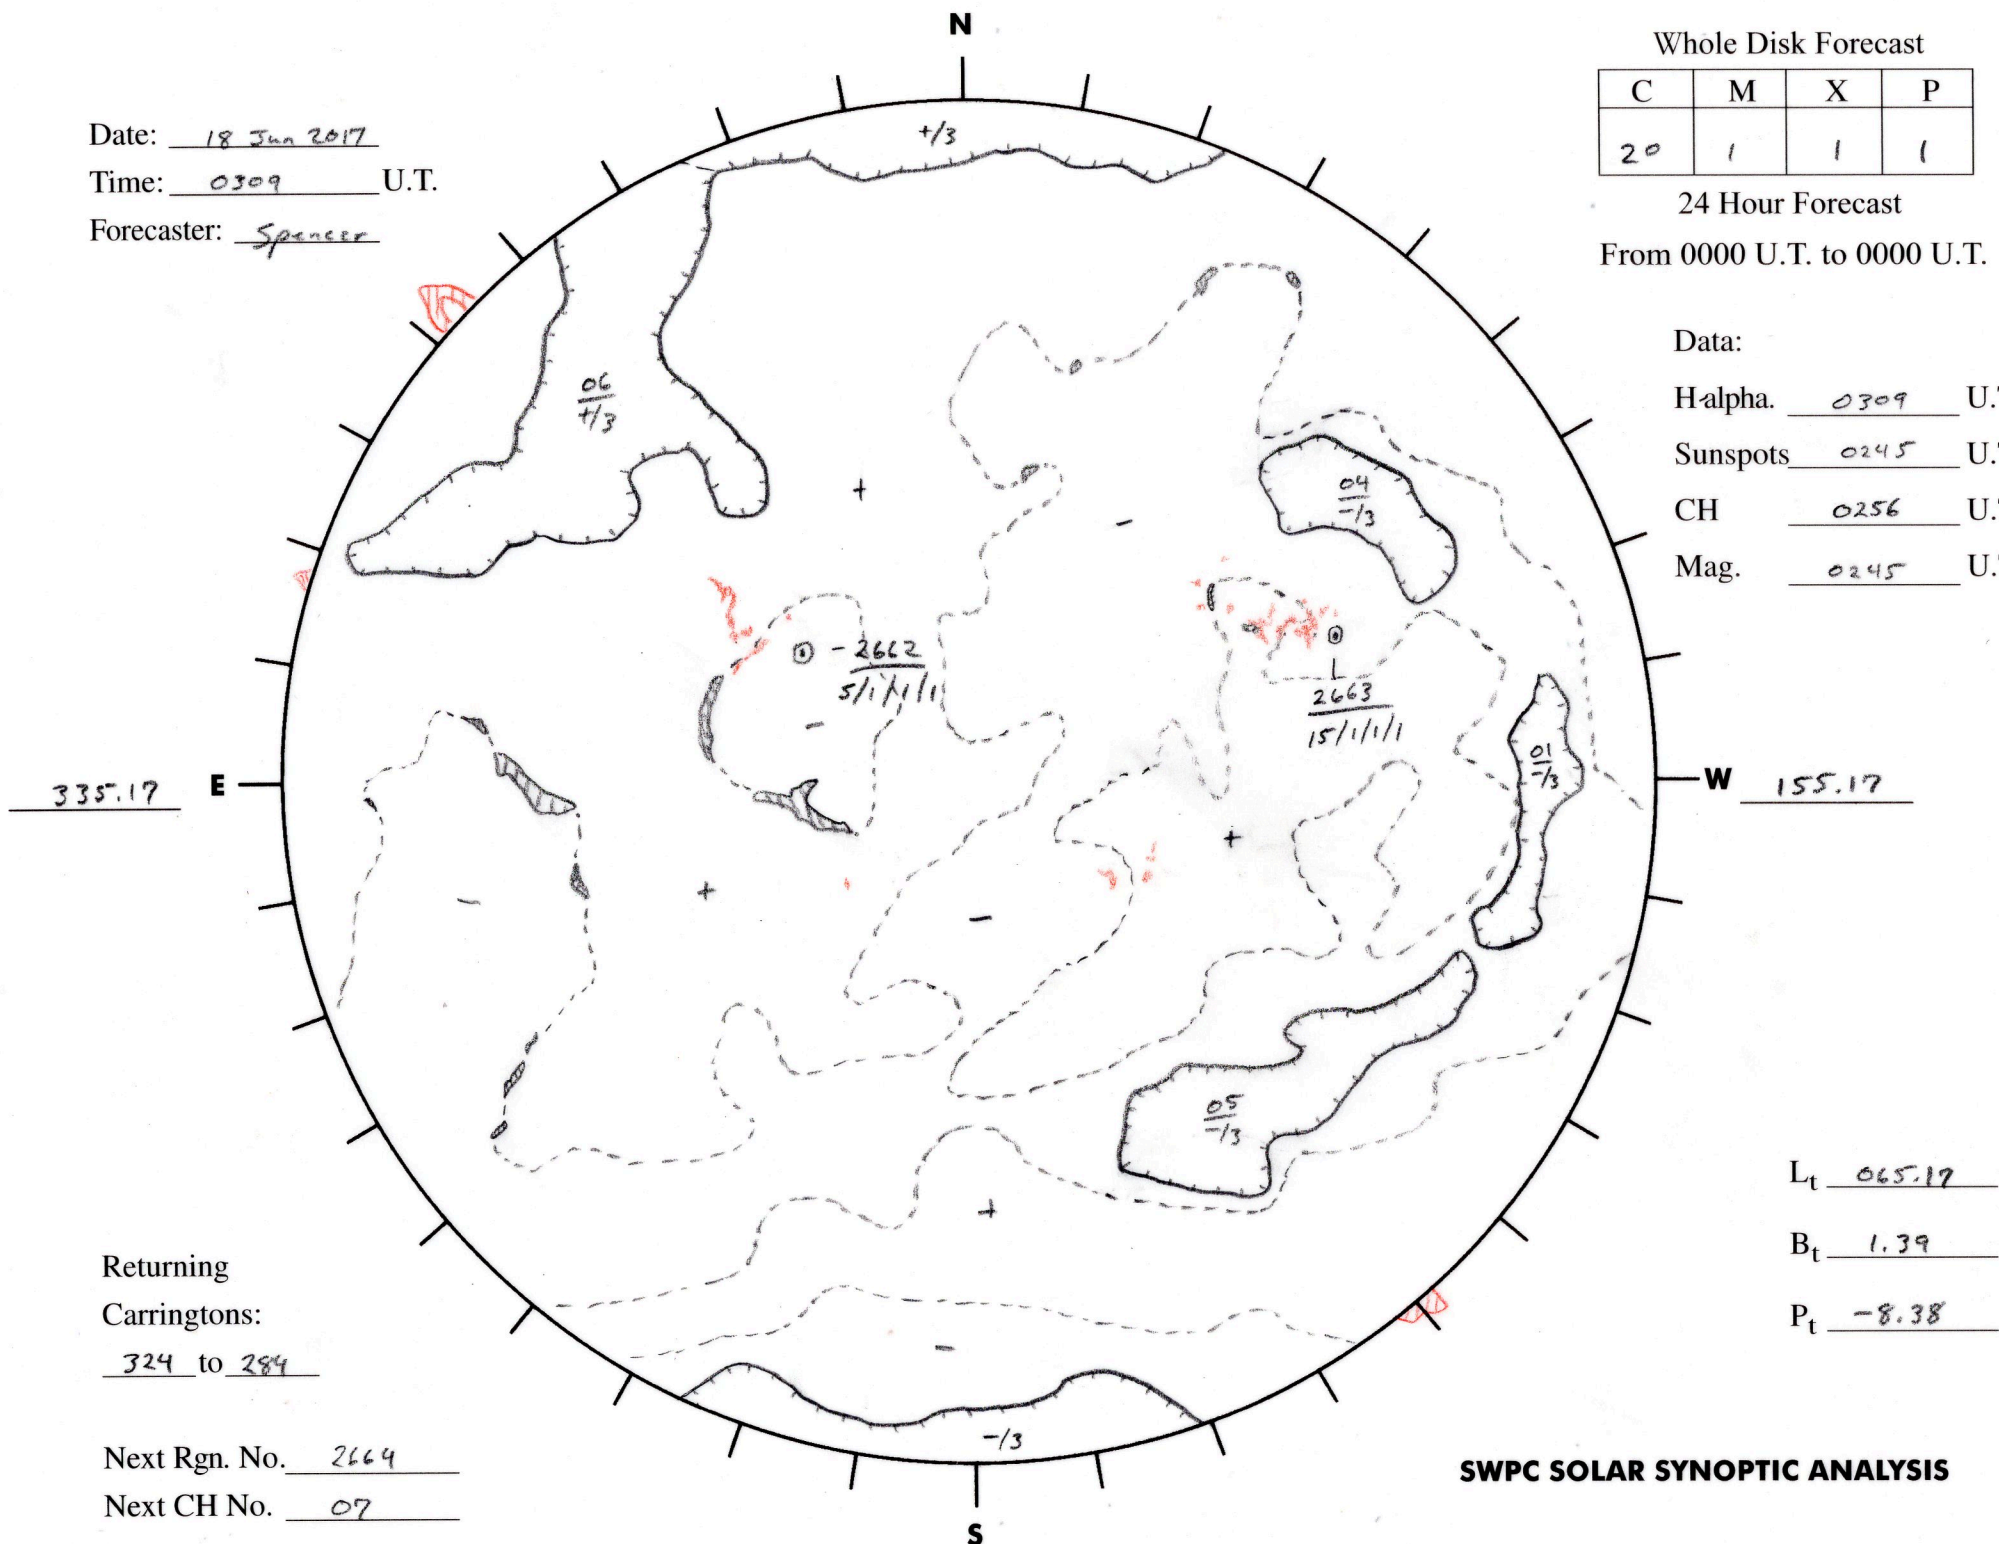 N
Whole Disk Forecast
C M X P
20 1 1 1
24 Hour Forecast
From 0000 U.T. to 0000 U.T.
Date: 18 Jun 2017
Time: 0309 U.T.
Forecaster: Spencer
Data:
H-alpha. 0309 U.T
Sunspots 0245 U.T
CH 0256 U.T
Mag. 0245 U.T
+/3
06
+/3
+
-
04
-/3
- 2662
5/1/1/1
-
2663
15/1/1/1
01
-/3
335.17 E
W 155.17
+
-
+
-
05
-/3
+
-
-/3
Lt 065.17
Bt 1.39
Pt -8.38
Returning
Carringtons:
324 to 284
Next Rgn. No. 2664
Next CH No. 07
SWPC SOLAR SYNOPTIC ANALYSIS
S